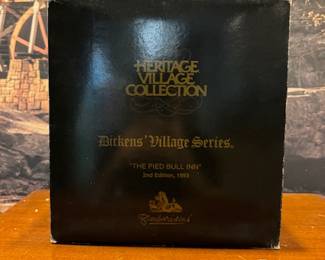 HERITAGE
VILLAGE
COLLECTION
Dickens' Village Series®
"THE PIED BULL INN"
2nd Edition, 1993